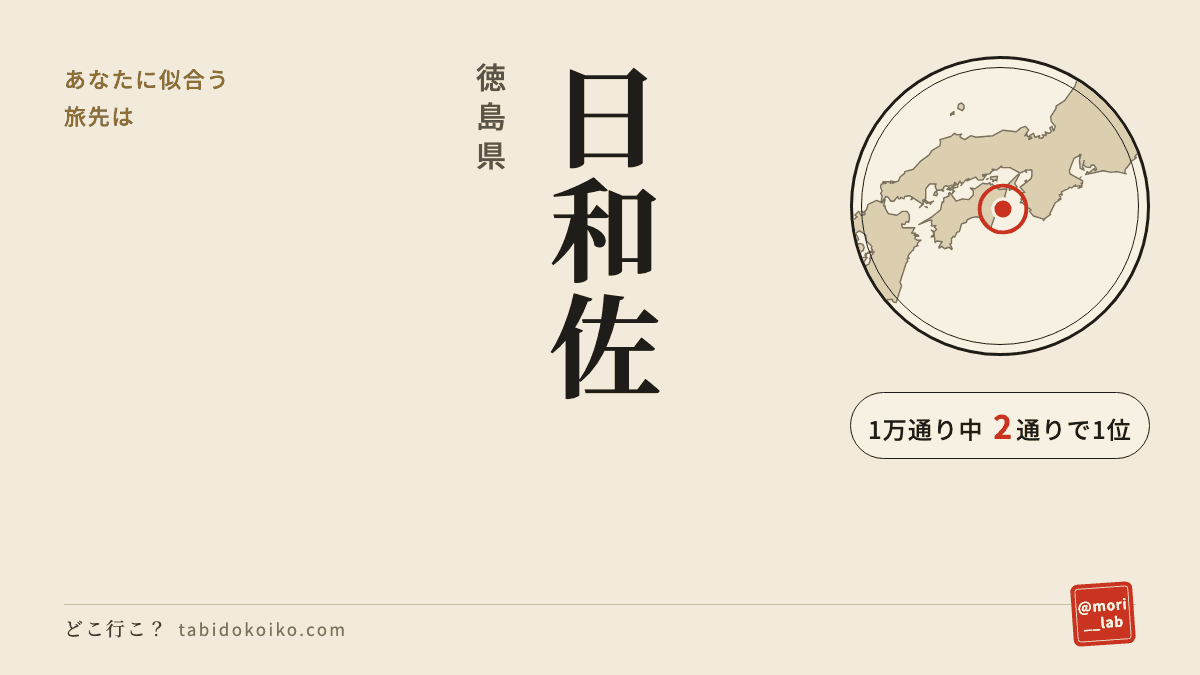 あなたに似合う
旅先は
徳島県
日和佐
1万通り中 2通りで1位
どこ行こ？ tabidokoiko.com
@mori
__lab